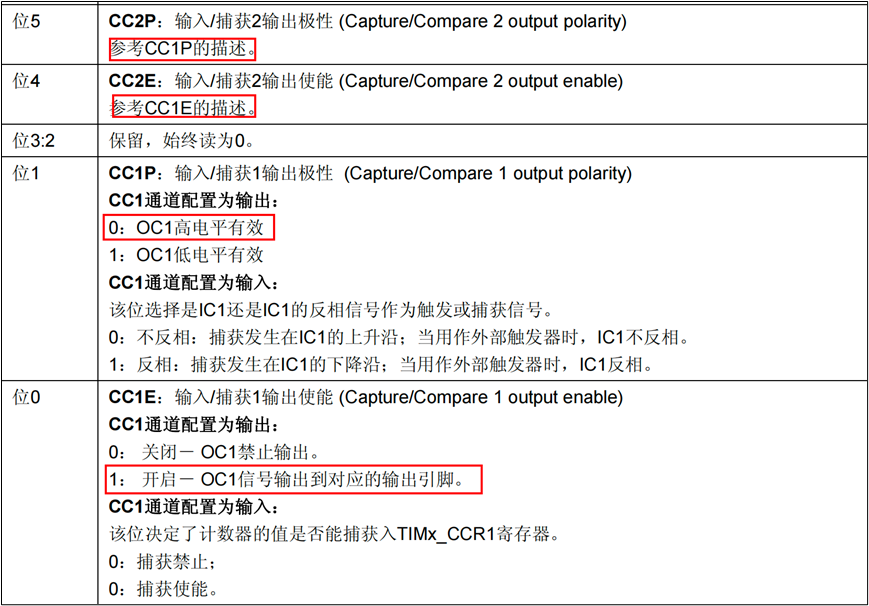 位5
CC2P：输入/捕获2输出极性 (Capture/Compare 2 output polarity)
参考CC1P的描述。
位4
CC2E：输入/捕获2输出使能 (Capture/Compare 2 output enable)
参考CC1E的描述。
位3:2
保留，始终读为0。
位1
CC1P：输入/捕获1输出极性 (Capture/Compare 1 output polarity)
CC1通道配置为输出：
0：OC1高电平有效
1：OC1低电平有效
CC1通道配置为输入：
该位选择是IC1还是IC1的反相信号作为触发或捕获信号。
0：不反相：捕获发生在IC1的上升沿；当用作外部触发器时，IC1不反相。
1：反相：捕获发生在IC1的下降沿；当用作外部触发器时，IC1反相。
位0
CC1E：输入/捕获1输出使能 (Capture/Compare 1 output enable)
CC1通道配置为输出：
0： 关闭－ OC1禁止输出。
1： 开启－ OC1信号输出到对应的输出引脚。
CC1通道配置为输入：
该位决定了计数器的值是否能捕获入TIMx_CCR1寄存器。
0：捕获禁止；
0：捕获使能。